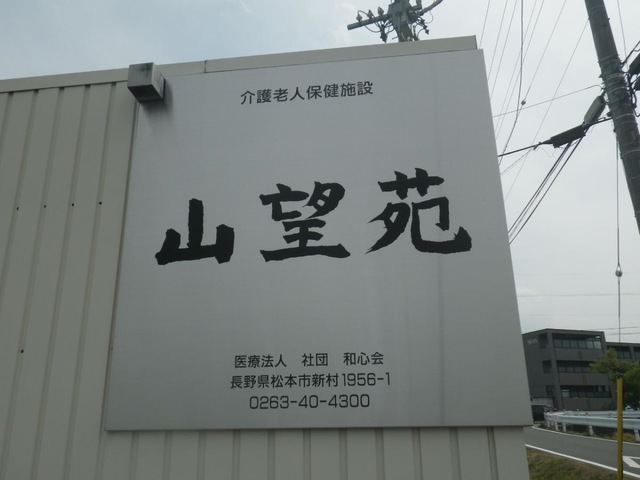 介護老人保健施設
山望苑
医療法人 社団 和心会
長野県松本市新村1956-1
0263-40-4300